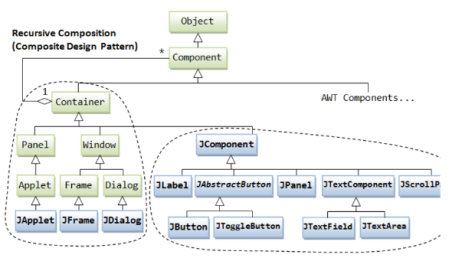 Object
Recursive Composition
(Composite Design Pattern)
*
Component
1
Container
AWT Components...
Panel
Window
JComponent
Applet
Frame
Dialog
JLabel
JAbstractButton
JPanel
JTextComponent
JApplet
JFrame
JDialog
JButton
JToggleButton
JTextField
JTextArea